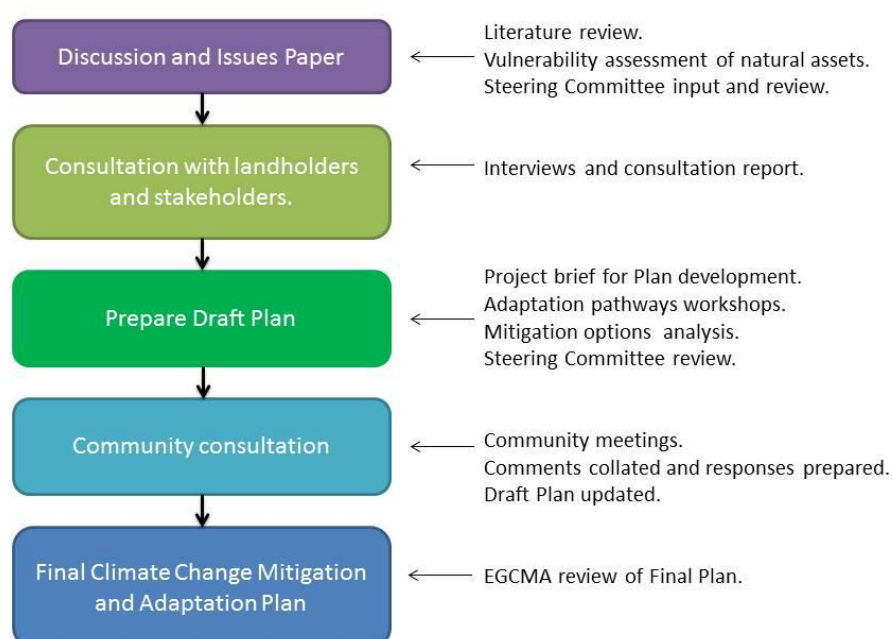 Discussion and Issues Paper
Literature review.
Vulnerability assessment of natural assets.
Steering Committee input and review.
Consultation with landholders
and stakeholders.
Interviews and consultation report.
Prepare Draft Plan
Project brief for Plan development.
Adaptation pathways workshops.
Mitigation options analysis.
Steering Committee review.
Community consultation
Community meetings.
Comments collated and responses prepared.
Draft Plan updated.
Final Climate Change Mitigation
and Adaptation Plan
EGCMA review of Final Plan.